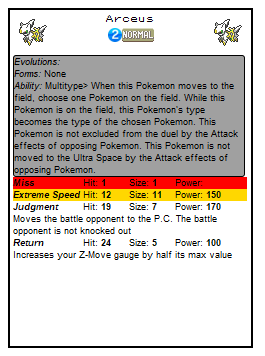 Arceus
2 NORMAL
Evolutions:
Forms: None
Ability: Multitype> When this Pokemon moves to the
field, choose one Pokemon on the field. While this
Pokemon is on the field, this Pokemon's type
becomes the type of the chosen Pokemon. This
Pokemon is not excluded from the duel by the Attack
effects of opposing Pokemon. This Pokemon is not
moved to the Ultra Space by the Attack effects of
opposing Pokemon.
Miss Hit: 1 Size: 1 Power:
Extreme Speed Hit: 12 Size: 11 Power: 150
Judgment Hit: 19 Size: 7 Power: 170
Moves the battle opponent to the P.C. The battle
opponent is not knocked out
Return Hit: 24 Size: 5 Power: 100
Increases your Z-Move gauge by half its max value